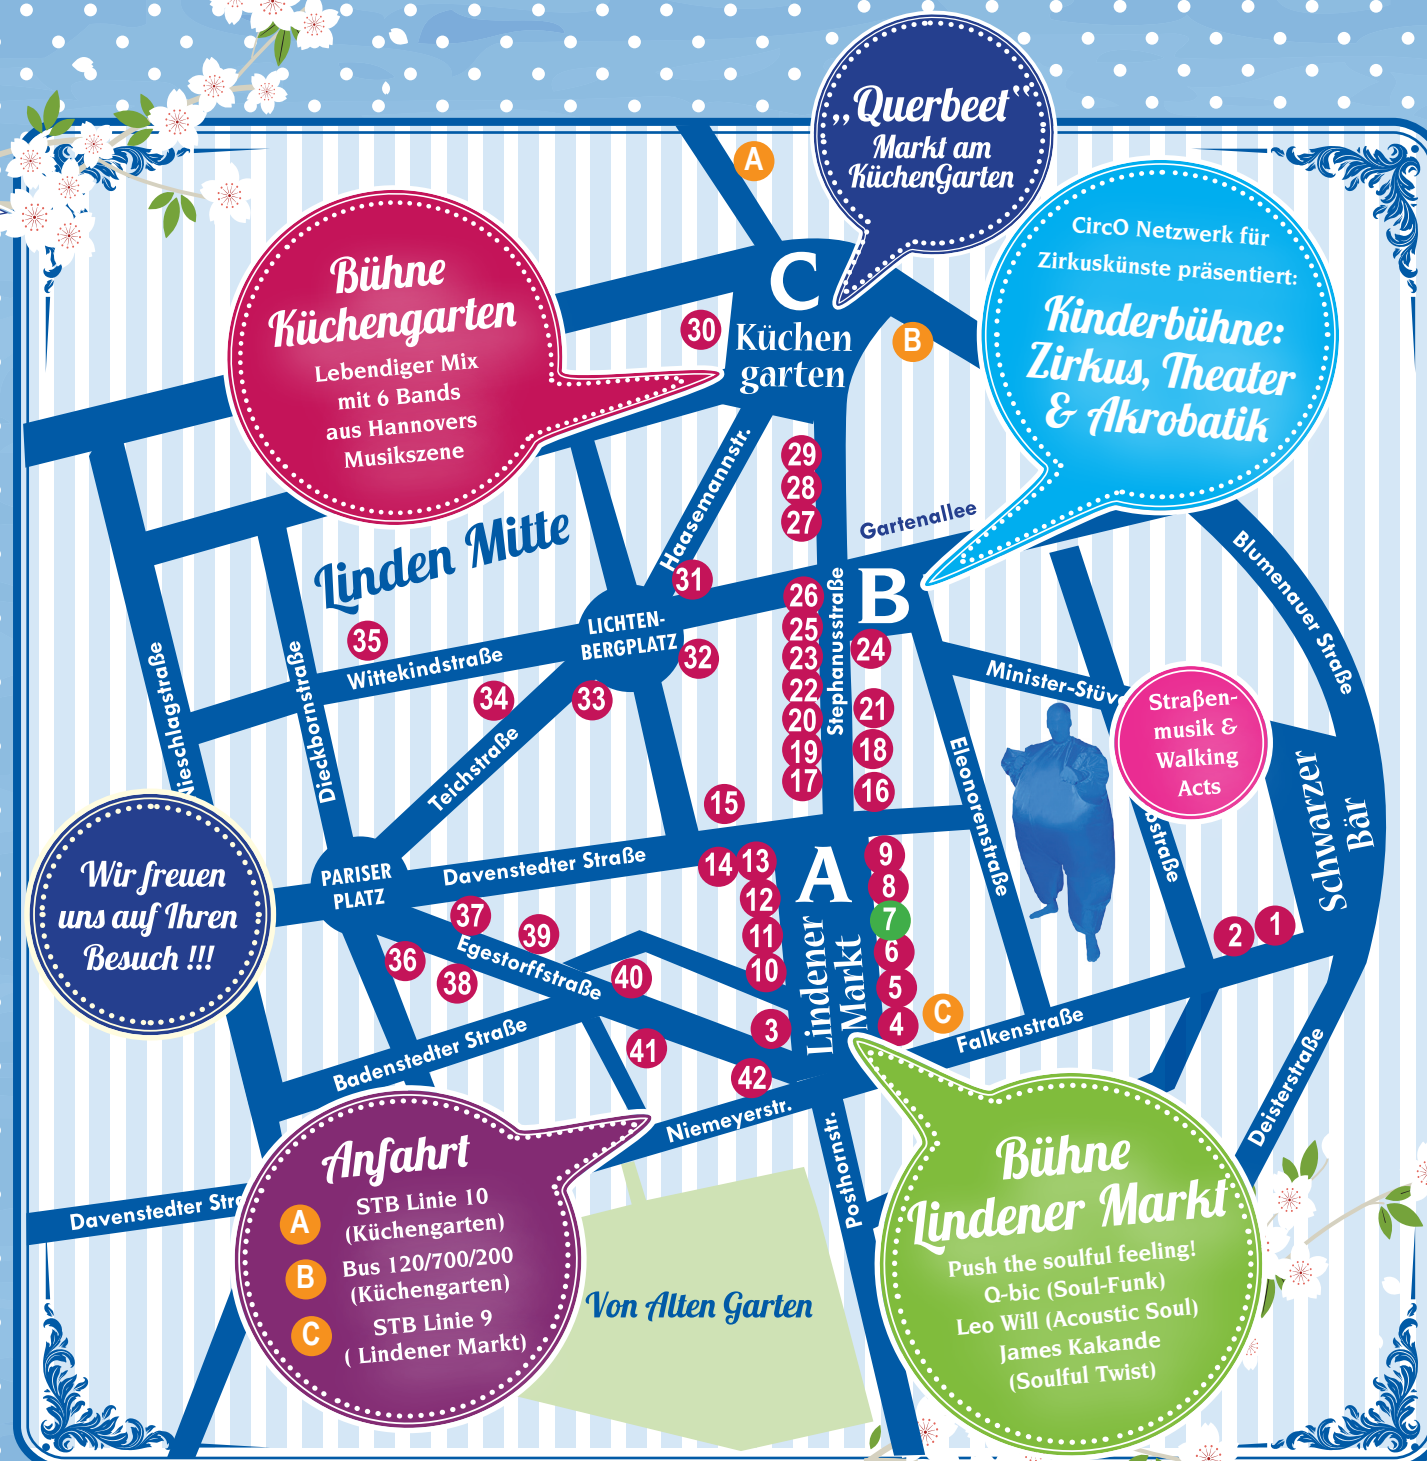 „Querbeet“
Markt am
KüchenGarten
A
CircO Netzwerk für
Zirkuskünste präsentiert:
Kinderbühne:
Zirkus, Theater
& Akrobatik
Bühne
Küchengarten
Lebendiger Mix
mit 6 Bands
aus Hannovers
Musikszene
C
Küchen
garten
30
B
29
28
27
Haasemannstr.
Gartenallee
Linden Mitte
Blumenauer Straße
31
26
B
LICHTEN-
BERGPLATZ
25
35
24
32
23
Wittekindstraße
Stephanusstraße
Nieschlagstraße
Dieckbornstraße
34
33
22
Minister-Stüve
21
20
Straßen-
musik &
Walking
Acts
19
18
17
16
Teichstraße
15
Eleonorenstraße
Schwarzer
Bär
Wir freuen
uns auf Ihren
Besuch !!!
PARISER
PLATZ
Davenstedter Straße
14
13
A
9
8
12
7
37
39
11
6
2
1
Lindener
Markt
Egestorffstraße
36
38
40
10
5
3
4
C
Falkenstraße
Badenstedter Straße
41
42
Niemeyerstr.
Posthornstr.
Deisterstraße
Davenstedter Stra
Anfahrt
A
STB Linie 10
(Küchengarten)
B
Bus 120/700/200
(Küchengarten)
C
STB Linie 9
( Lindener Markt)
Von Alten Garten
Bühne
Lindener Markt
Push the soulful feeling!
Q-bic (Soul-Funk)
Leo Will (Acoustic Soul)
James Kakande
(Soulful Twist)